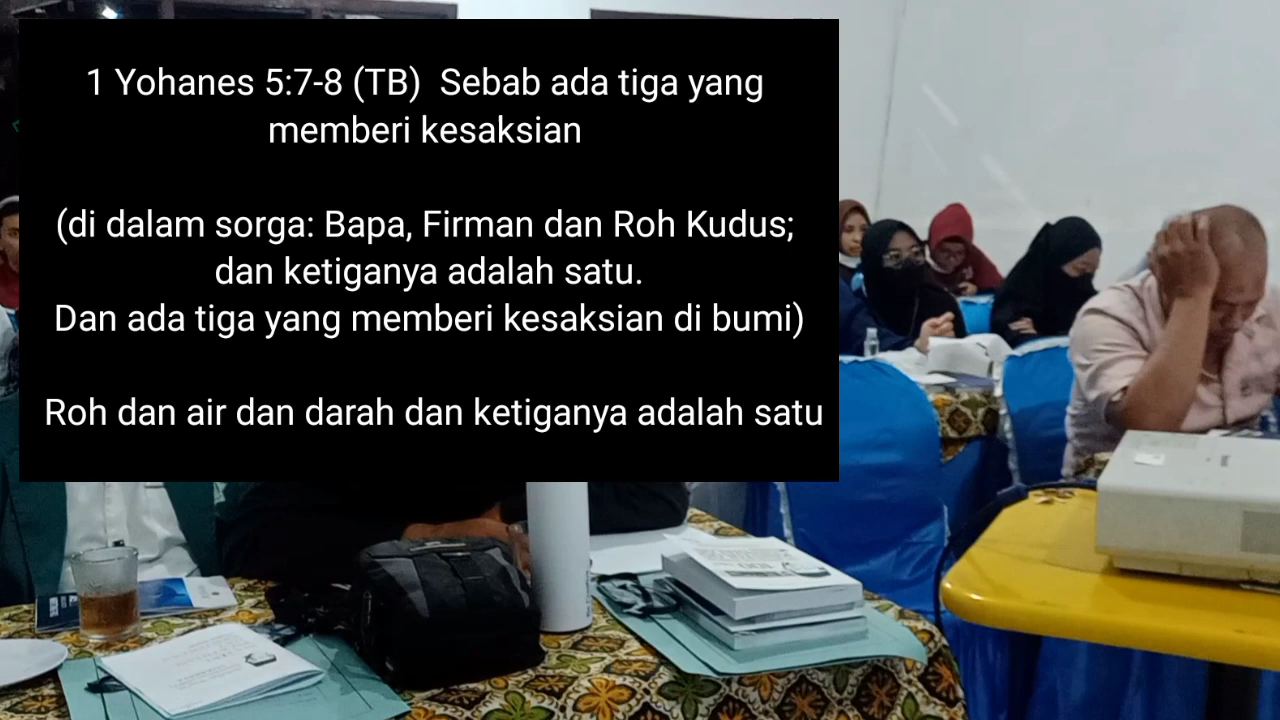 1 Yohanes 5:7-8 (TB)  Sebab ada tiga yang
memberi kesaksian
(di dalam sorga: Bapa, Firman dan Roh Kudus;
dan ketiganya adalah satu.
Dan ada tiga yang memberi kesaksian di bumi)
Roh dan air dan darah dan ketiganya adalah satu